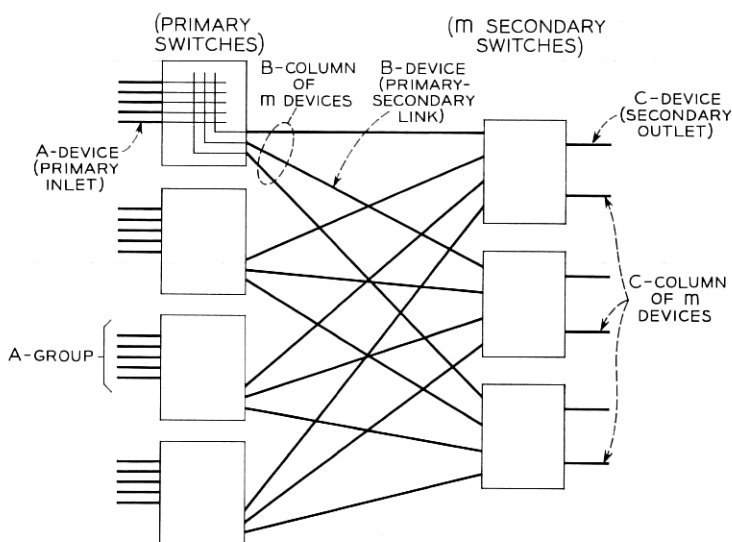 (PRIMARY
SWITCHES)
(m SECONDARY
SWITCHES)
B-COLUMN
OF
m DEVICES
B-DEVICE
(PRIMARY-
SECONDARY
LINK)
C-DEVICE
(SECONDARY
OUTLET)
A-DEVICE
(PRIMARY
INLET)
C-COLUMN
OF m
DEVICES
A-GROUP